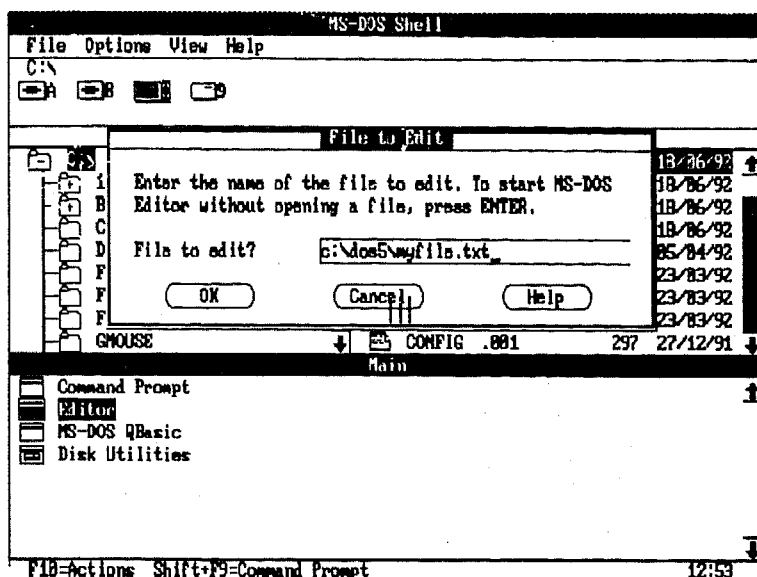 MS-DOS Shell
File Options View Help
C:\
A B
File to Edit
18/06/92
Enter the name of the file to edit. To start MS-DOS
18/06/92
Editor without opening a file, press ENTER.
18/06/92
18/06/92
File to edit? c:\dos5\myfile.txt_
05/04/92
23/03/92
OK Cancel Help
23/03/92
23/03/92
GMOUSE CONFIG .001 297 27/12/91
Main
Command Prompt
Editor
MS-DOS QBasic
Disk Utilities
F10=Actions Shift+F9=Command Prompt 12:53